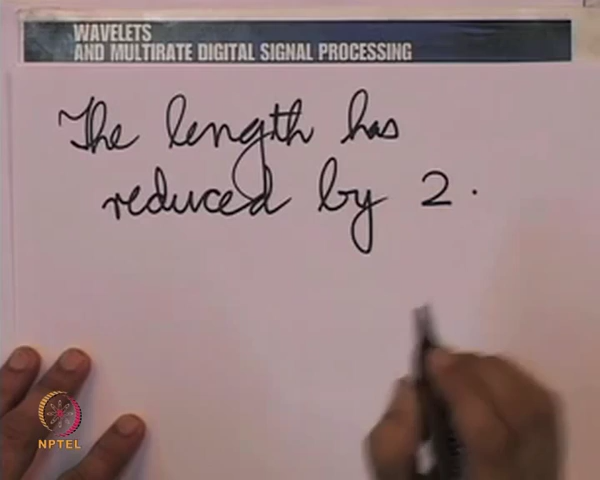 WAVELETS
AND MULTIRATE DIGITAL SIGNAL PROCESSING
The length has
reduced by 2.
NPTEL